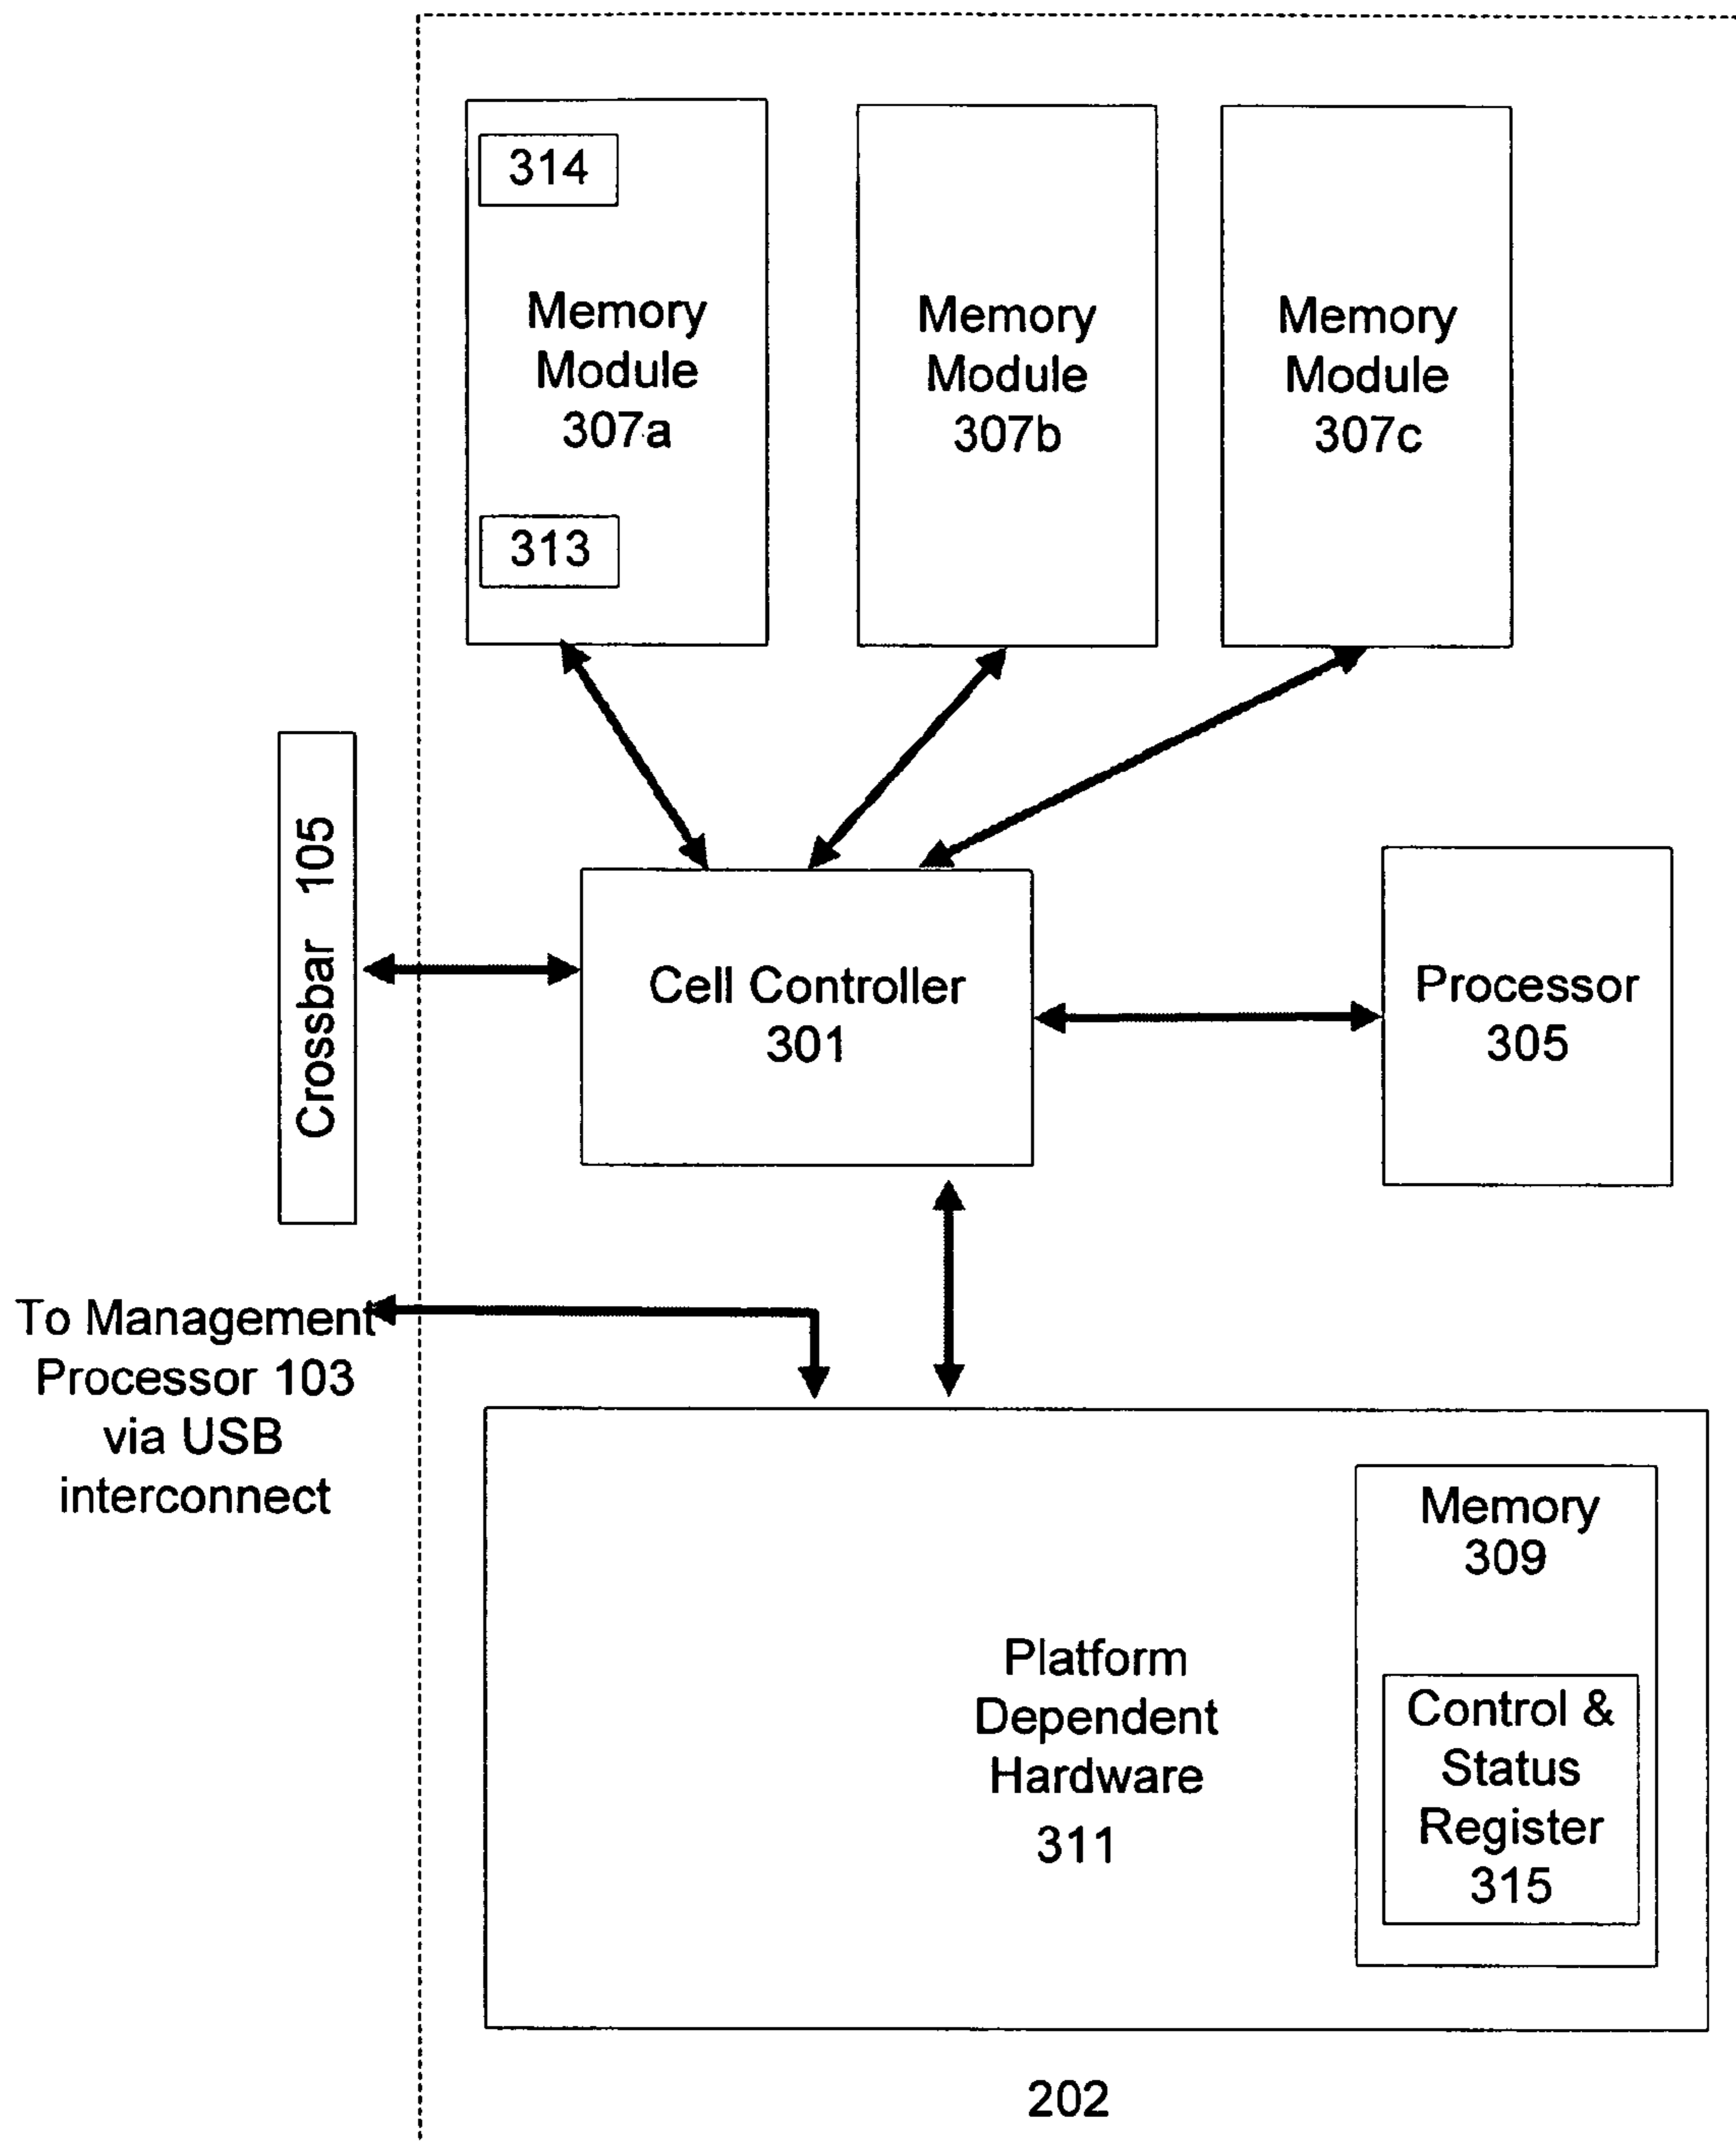 314
Memory
Module
307a
313
Memory
Module
307b
Memory
Module
307c
Crossbar 105
Cell Controller
301
Processor
305
To Management
Processor 103
via USB
interconnect
Platform
Dependent
Hardware
311
Memory
309
Control &
Status
Register
315
202